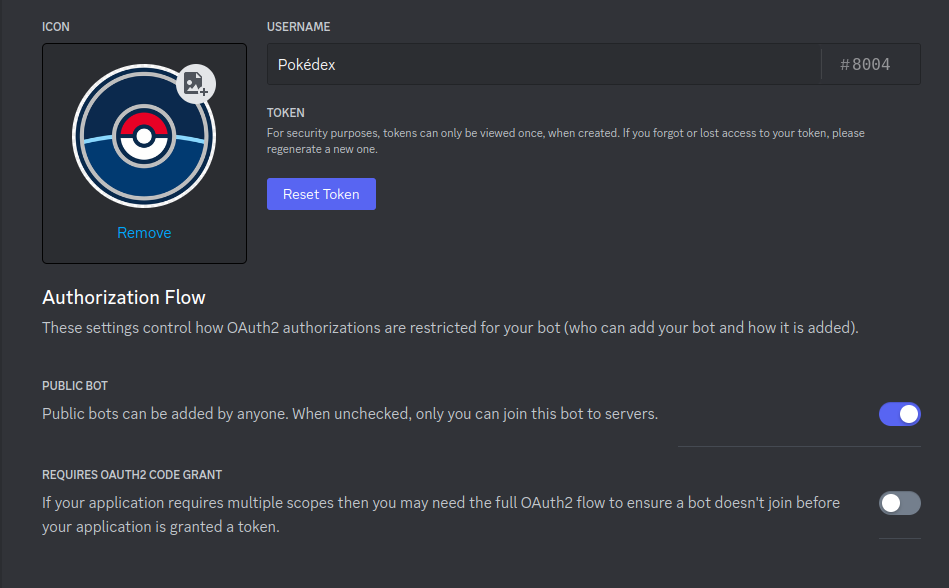 ICON
USERNAME
Pokédex
#8004
TOKEN
For security purposes, tokens can only be viewed once, when created. If you forgot or lost access to your token, please
regenerate a new one.
Reset Token
Remove
Authorization Flow
These settings control how OAuth2 authorizations are restricted for your bot (who can add your bot and how it is added).
PUBLIC BOT
Public bots can be added by anyone. When unchecked, only you can join this bot to servers.
REQUIRES OAUTH2 CODE GRANT
If your application requires multiple scopes then you may need the full OAuth2 flow to ensure a bot doesn't join before
your application is granted a token.